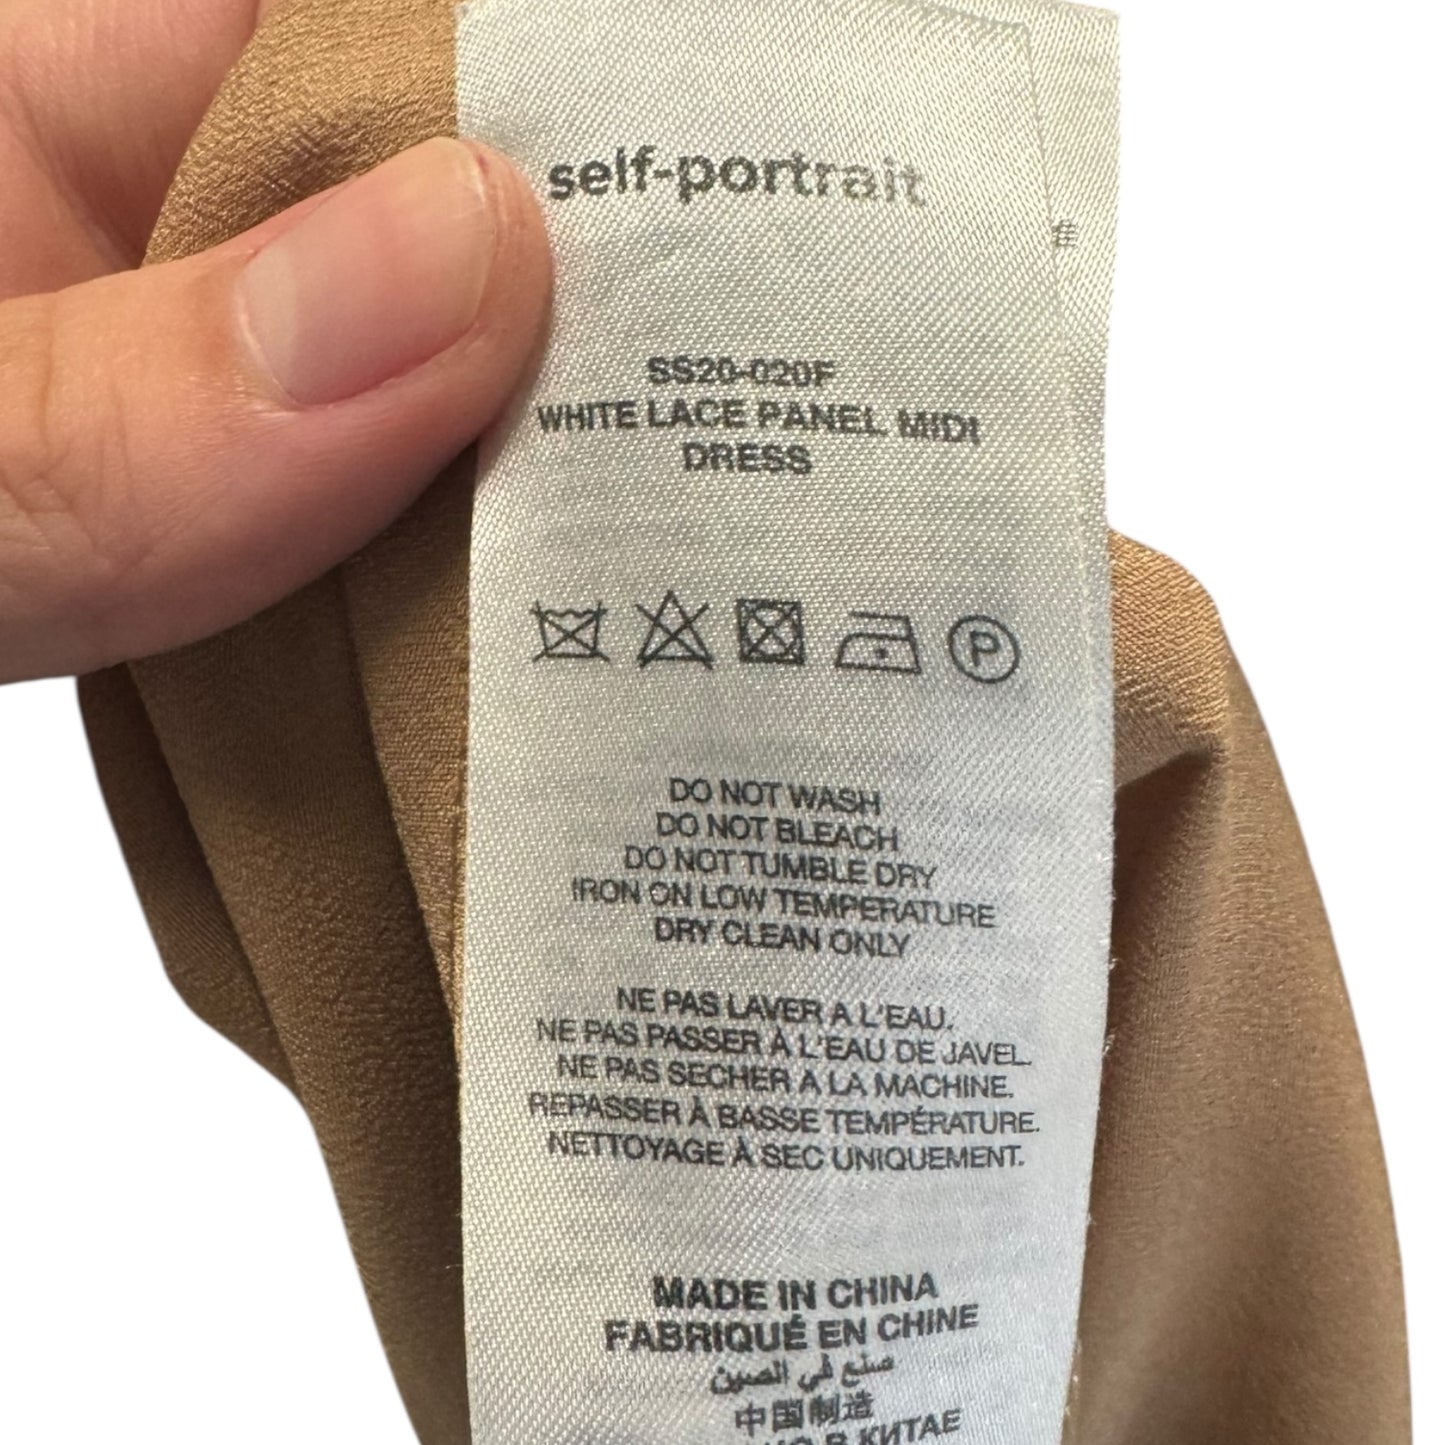 self-portrait
SS20-020F
WHITE LACE PANEL MIDI
DRESS
P
DO NOT WASH
DO NOT BLEACH
DO NOT TUMBLE DRY
IRON ON LOW TEMPERATURE
DRY CLEAN ONLY
NE PAS LAVER A L'EAU.
NE PAS PASSER À L'EAU DE JAVEL.
NE PAS SECHER A LA MACHINE.
REPASSER À BASSE TEMPÉRATURE.
NETTOYAGE À SEC UNIQUEMENT.
MADE IN CHINA
FABRIQUÉ EN CHINE
صنع في الصين
中国制造
В КИТАЕ